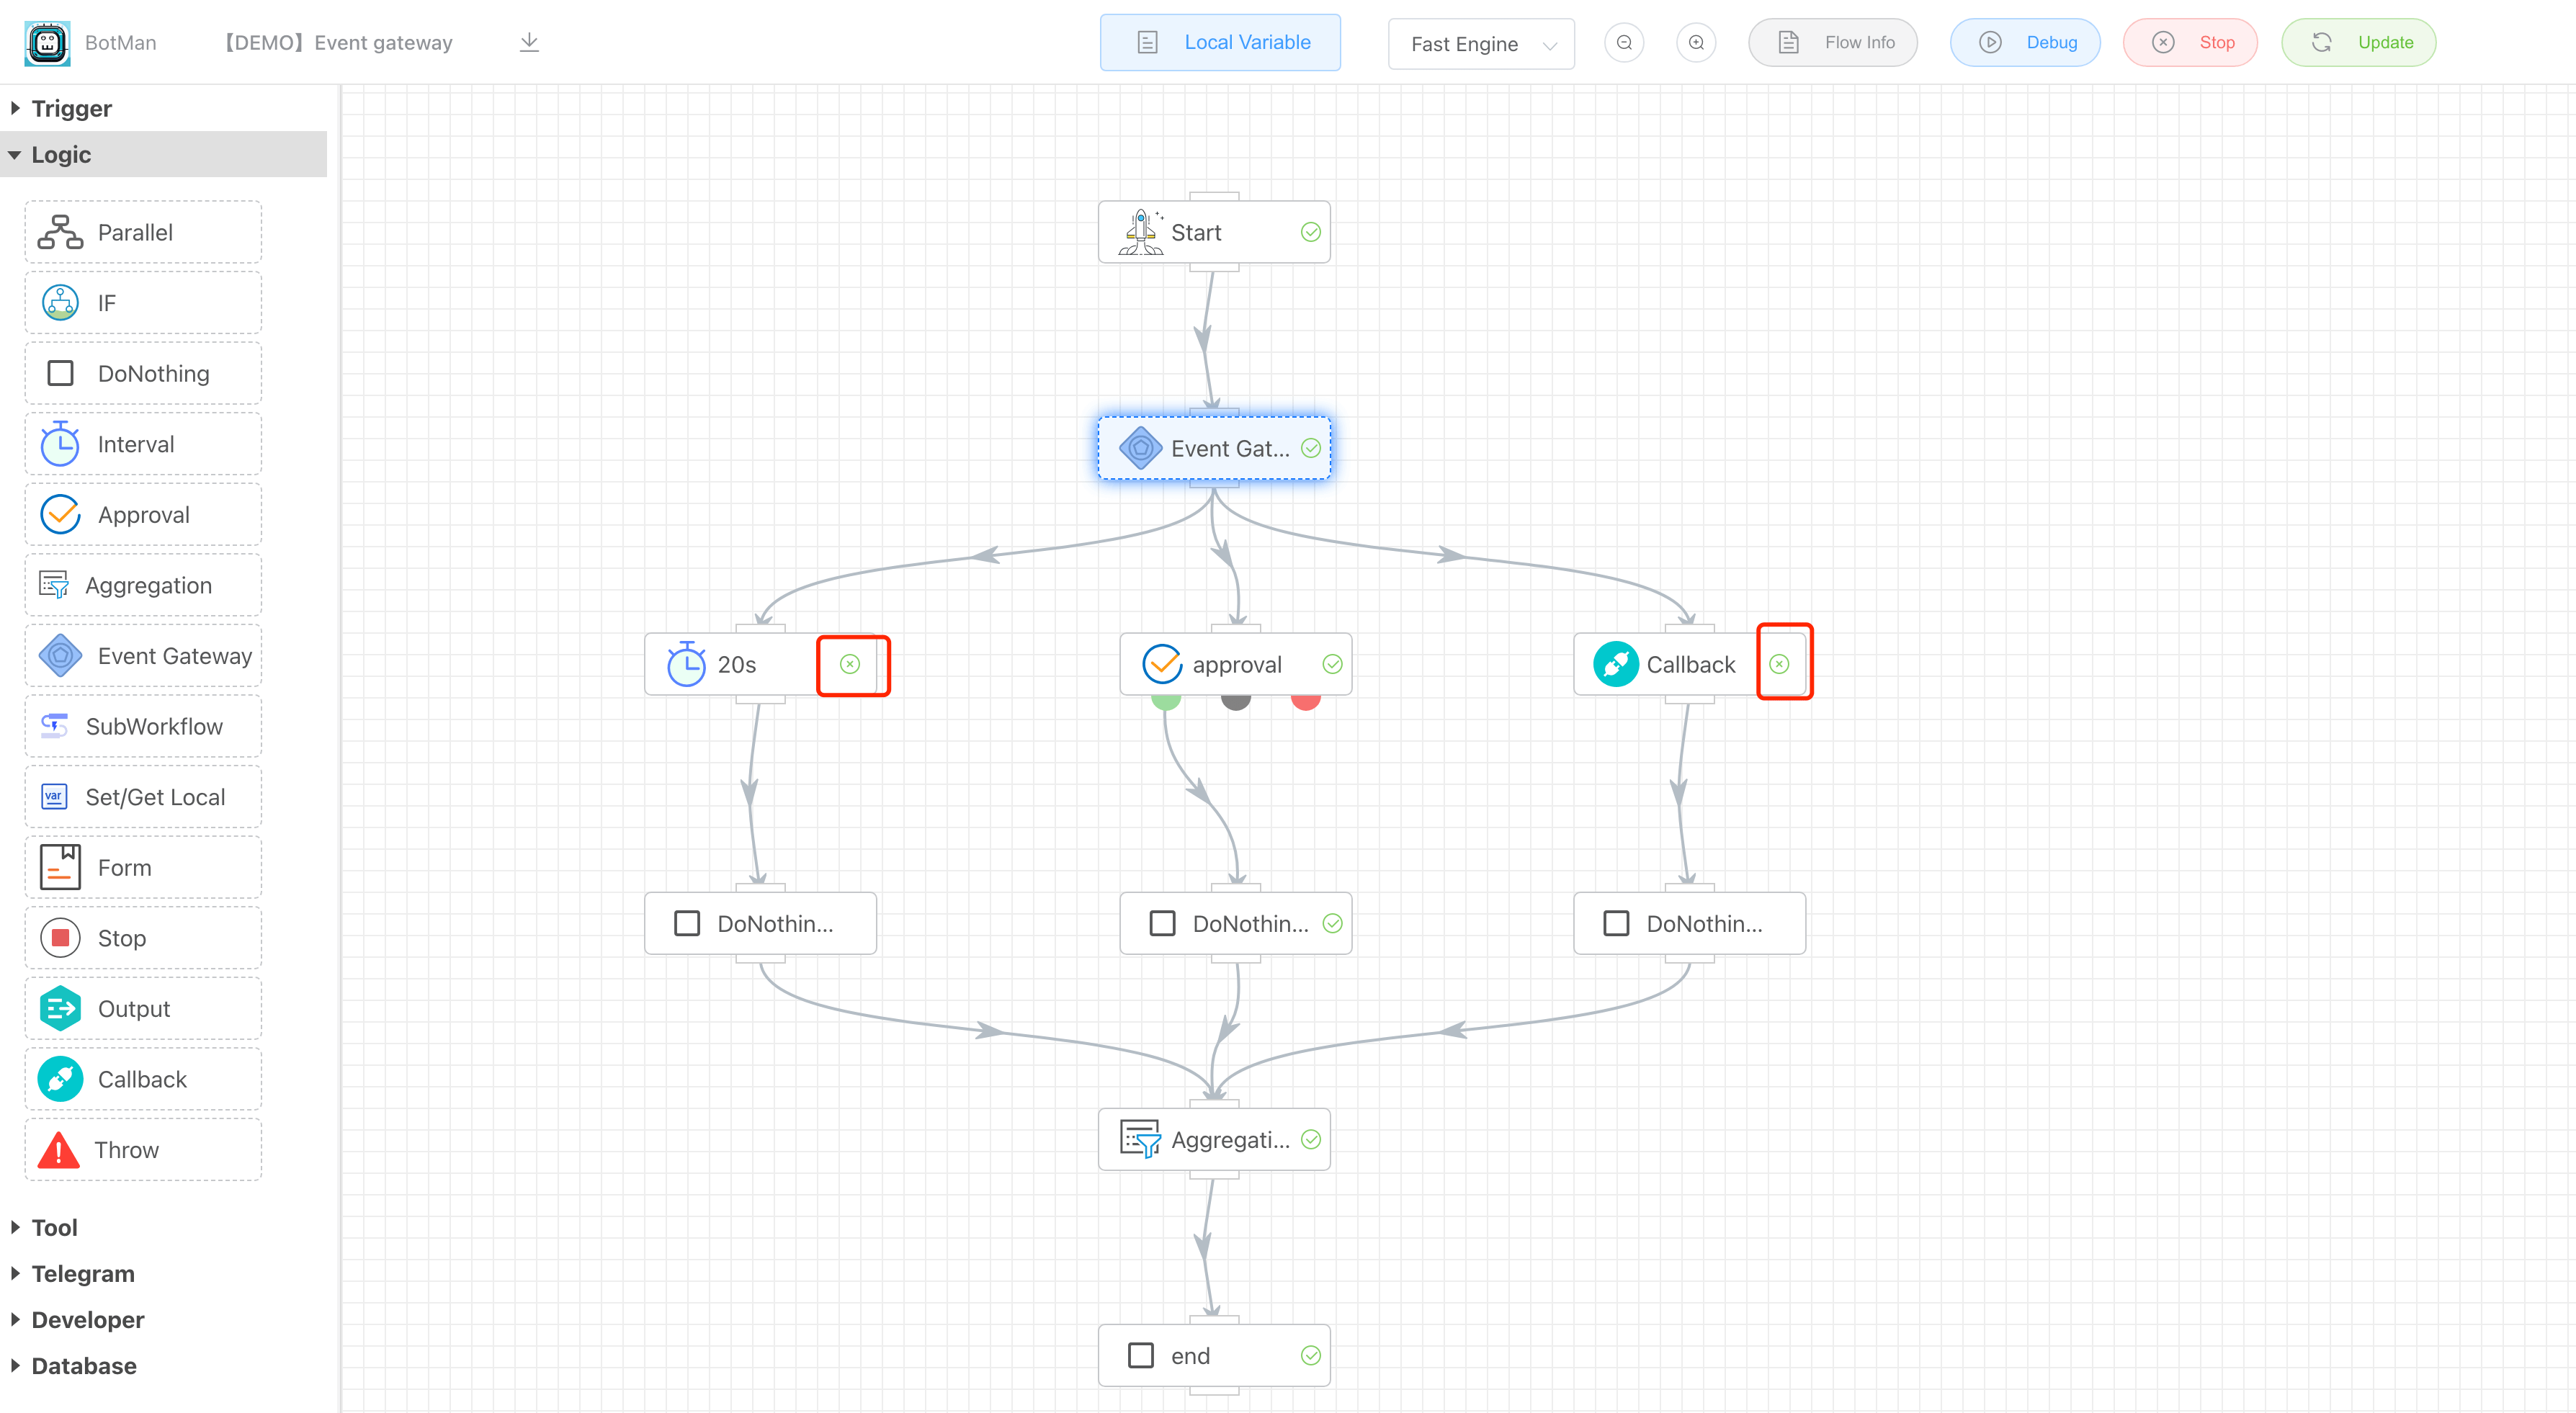 BotMan
【DEMO】Event gateway
Local Variable
Fast Engine
Flow Info
Debug
Stop
Update
Trigger
Logic
Parallel
IF
DoNothing
Interval
Approval
Aggregation
Event Gateway
SubWorkflow
var
Set/Get Local
Form
Stop
Output
Callback
Throw
Tool
Telegram
Developer
Database
Start
Event Gat...
20s
approval
Callback
DoNothin...
DoNothin...
DoNothin...
Aggregati...
end